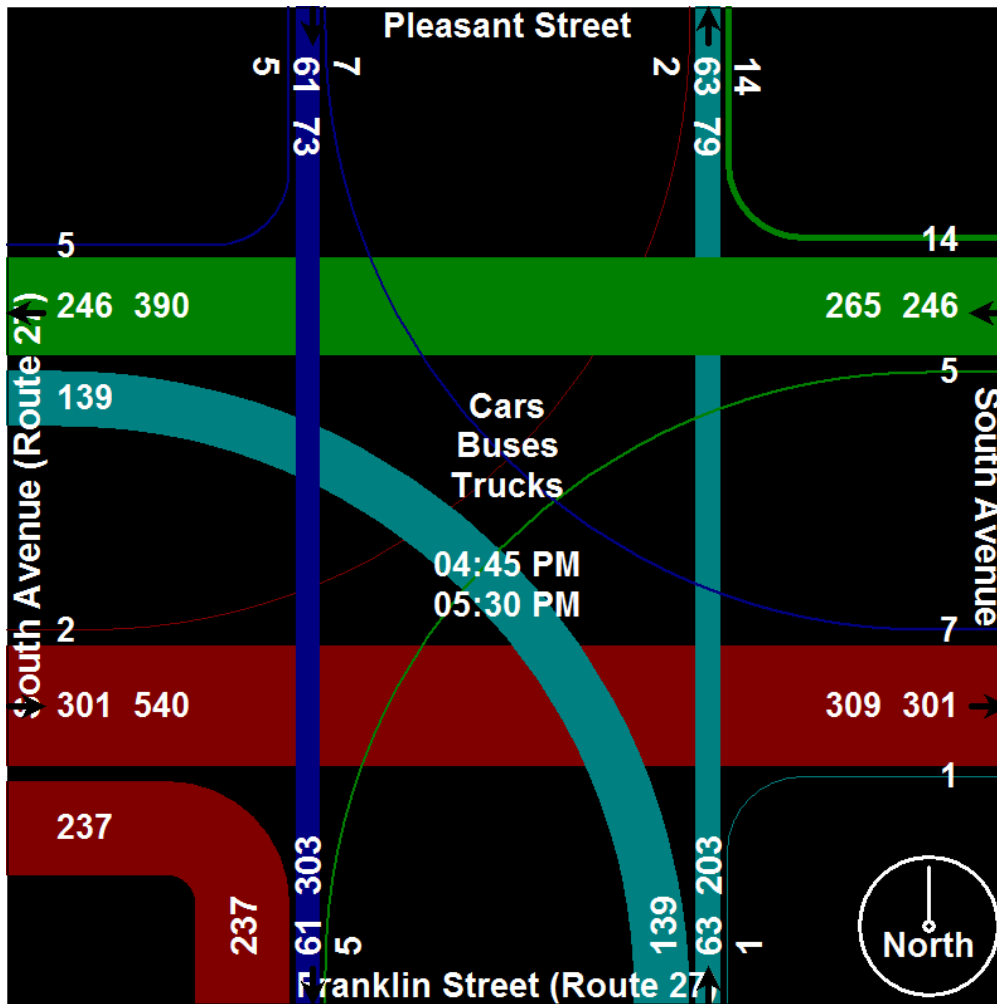 Pleasant Street
5 61 7 2 63 14
73 79
5 14
246 390 265 246
5
139
South Avenue (Route 27)
South Avenue
Cars
Buses
Trucks
04:45 PM
05:30 PM
2 7
301 540 309 301
1
237
303 203
237 61 5 139 63 1
North
Franklin Street (Route 27)